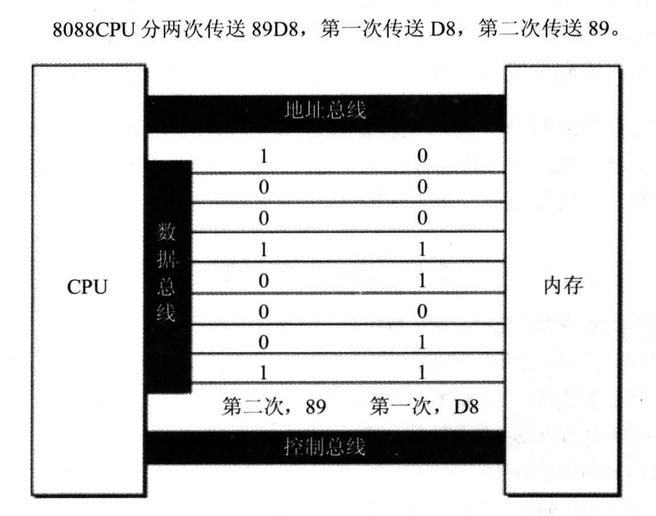 8088CPU 分两次传送 89D8，第一次传送 D8，第二次传送 89。
地址总线
1 0
0 0
0 0
1 1
0 1
0 0
0 1
1 1
数据总线
CPU
内存
第二次，89 第一次，D8
控制总线